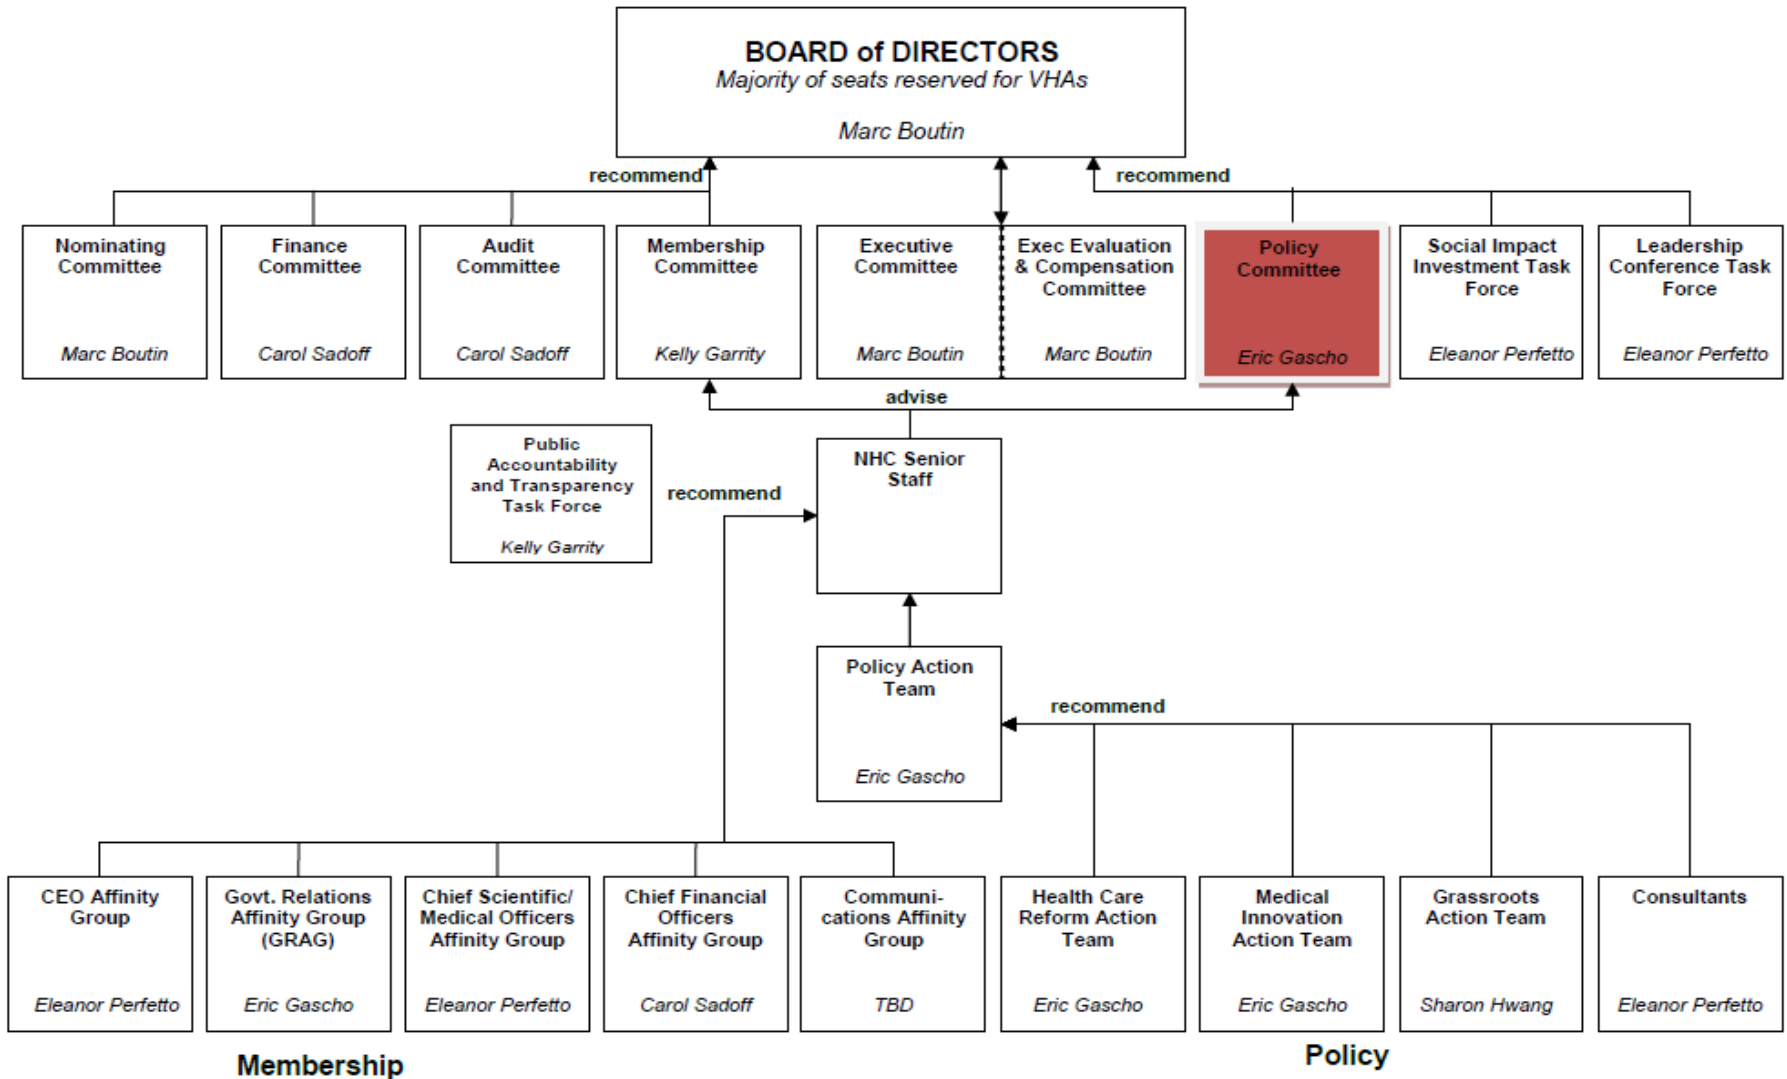 BOARD of DIRECTORS
Majority of seats reserved for VHAs
Marc Boutin
recommend
recommend
Nominating
Committee
Marc Boutin
Finance
Committee
Carol Sadoff
Audit
Committee
Carol Sadoff
Membership
Committee
Kelly Garrity
Executive
Committee
Marc Boutin
Exec Evaluation
& Compensation
Committee
Marc Boutin
Policy
Committee
Eric Gascho
Social Impact
Investment Task
Force
Eleanor Perfetto
Leadership
Conference Task
Force
Eleanor Perfetto
advise
Public
Accountability
and Transparency
Task Force
Kelly Garrity
recommend
NHC Senior
Staff
Policy Action
Team
Eric Gascho
recommend
CEO Affinity
Group
Eleanor Perfetto
Govt. Relations
Affinity Group
(GRAG)
Eric Gascho
Chief Scientific/
Medical Officers
Affinity Group
Eleanor Perfetto
Chief Financial
Officers
Affinity Group
Carol Sadoff
Communi-
cations Affinity
Group
TBD
Health Care
Reform Action
Team
Eric Gascho
Medical
Innovation
Action Team
Eric Gascho
Grassroots
Action Team
Sharon Hwang
Consultants
Eleanor Perfetto
Membership
Policy